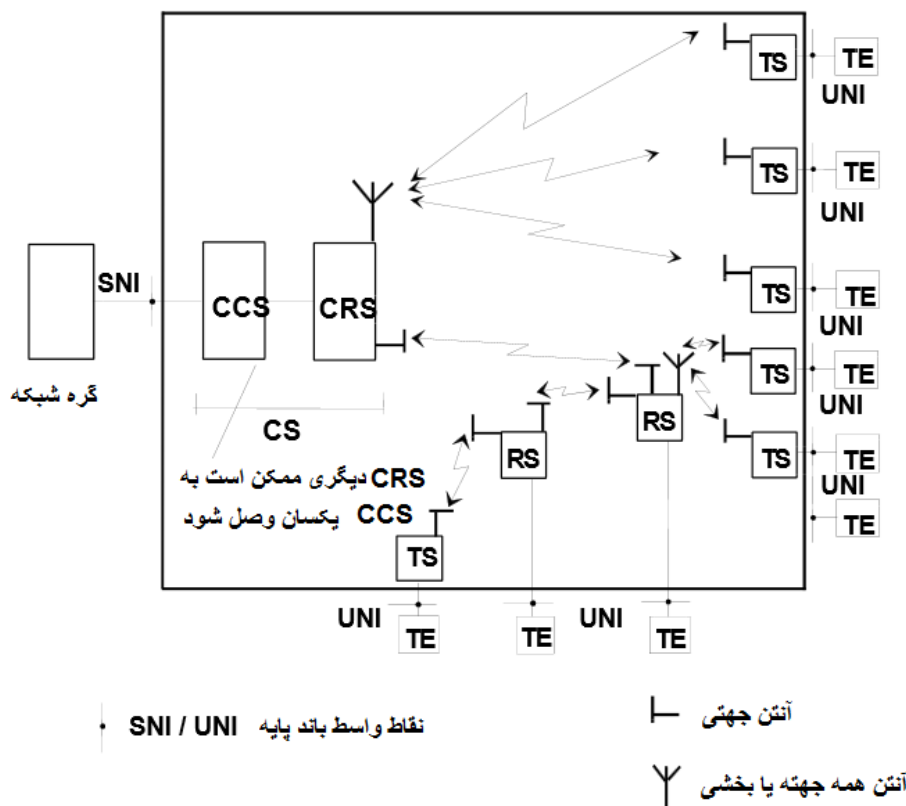 TS
TE
UNI
TS
TE
UNI
SNI
CCS
CRS
TS
TE
UNI
گره شبکه
CS
TS
TE
UNI
RS
RS
TS
TE
UNI
TE
CRS دیگری ممکن است به
CCS یکسان وصل شود
TS
UNI
TE
TE
UNI
TE
SNI / UNI نقاط واسط باند پایه
آنتن جهتی
آنتن همه جهته یا بخشی